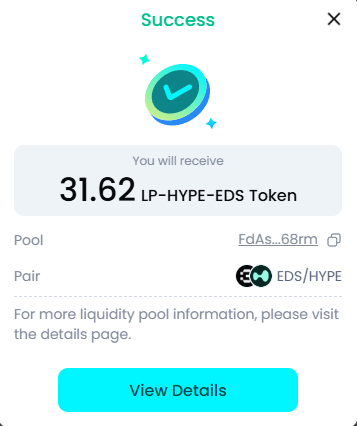 Success
You will receive
31.62 LP-HYPE-EDS Token
Pool FdAs...68rm
Pair EDS/HYPE
For more liquidity pool information, please visit
the details page.
View Details